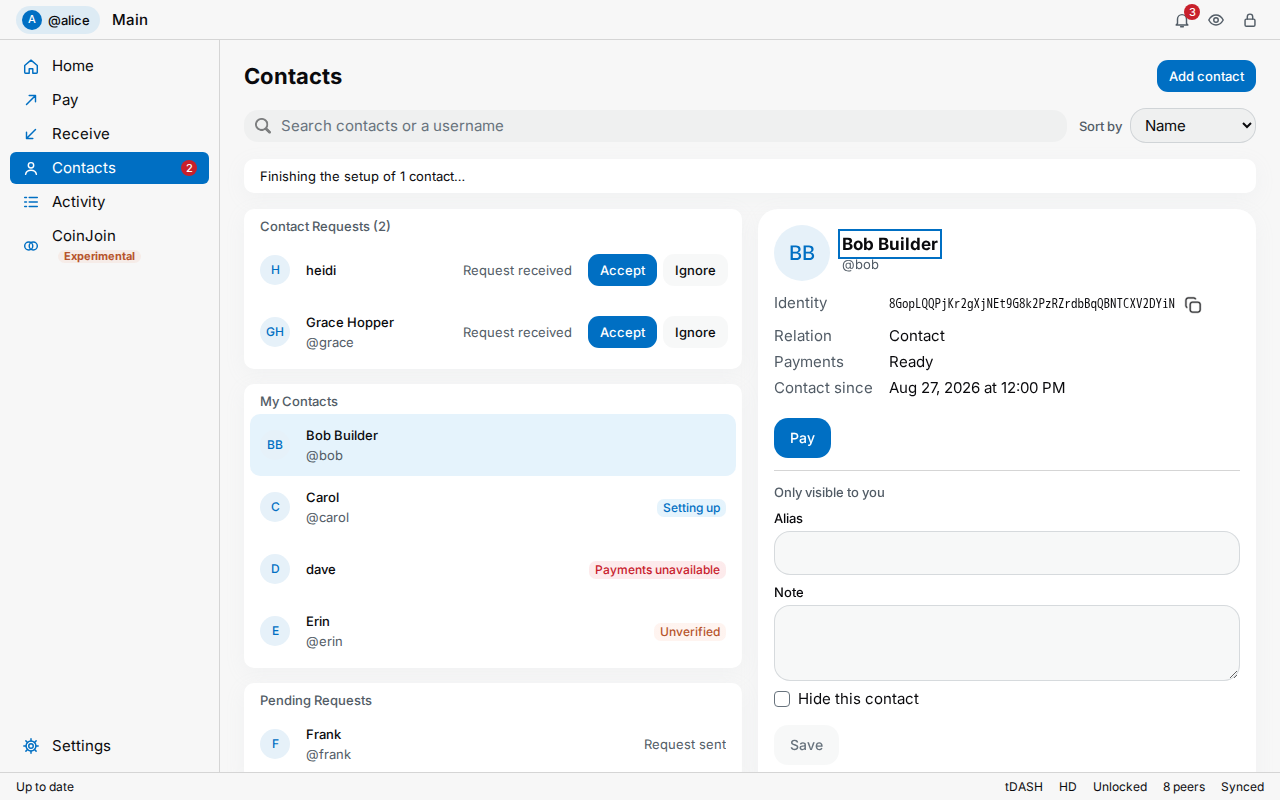 A @alice Main
3
Home
Pay
Receive
Contacts 2
Activity
CoinJoin
Experimental
Settings
Contacts
Add contact
Search contacts or a username
Sort by Name
Finishing the setup of 1 contact...
Contact Requests (2)
H heidi Request received Accept Ignore
GH Grace Hopper
@grace
Request received Accept Ignore
My Contacts
BB Bob Builder
@bob
C Carol
@carol
Setting up
D dave Payments unavailable
E Erin
@erin
Unverified
Pending Requests
F Frank
@frank
Request sent
BB Bob Builder
@bob
Identity 8GopLQQPjKr2gXjNEt9G8k2PzRZrdbBqQBNTCXV2DYiN
Relation Contact
Payments Ready
Contact since Aug 27, 2026 at 12:00 PM
Pay
Only visible to you
Alias
Note
Hide this contact
Save
Up to date
tDASH HD Unlocked 8 peers Synced